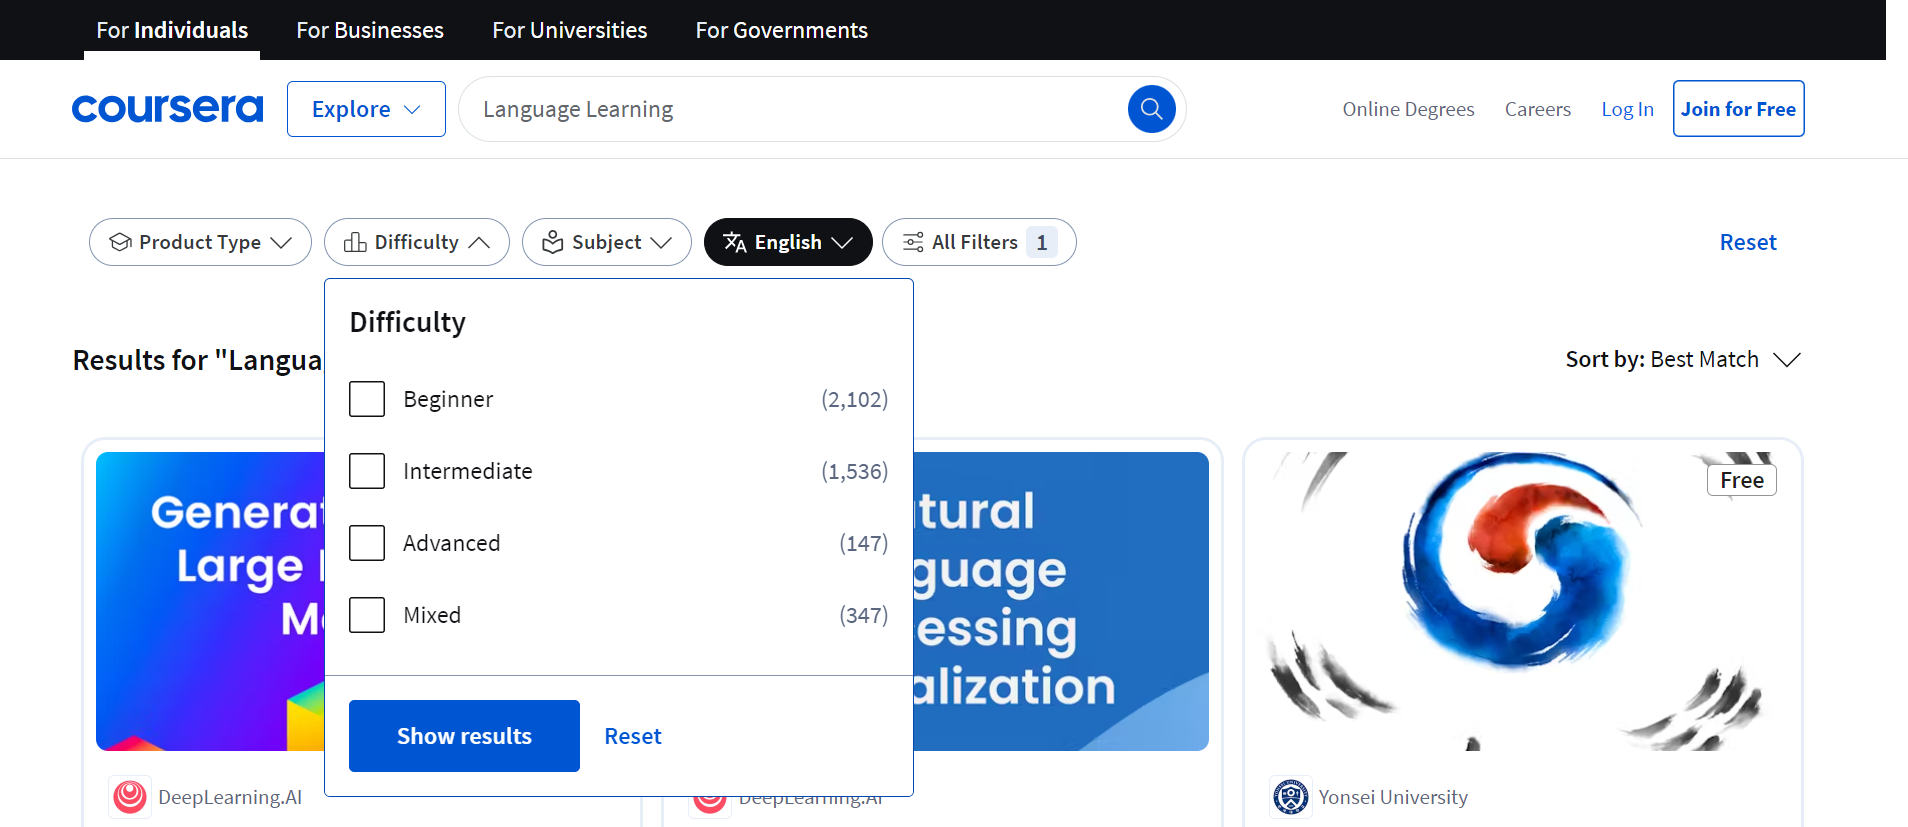 For Individuals For Businesses For Universities For Governments
coursera Explore Language Learning Online Degrees Careers Log In Join for Free
Product Type Difficulty Subject English All Filters 1 Reset
Difficulty
Results for "Langua Sort by: Best Match
Beginner (2,102)
Intermediate (1,536)
Advanced (147)
Mixed (347)
Show results Reset
Generat
Large
M
tural
guage
essing
alization
Free
DeepLearning.AI DeepLearning.AI Yonsei University